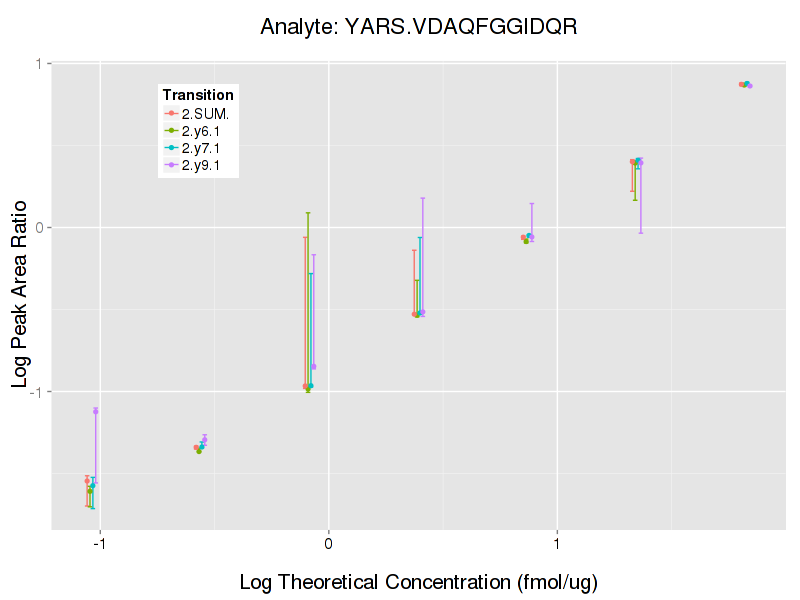 Analyte: YARS.VDAQFGGIDQR
Log Peak Area Ratio
1
0
-1
Transition
2.SUM.
2.y6.1
2.y7.1
2.y9.1
-1
0
1
Log Theoretical Concentration (fmol/ug)